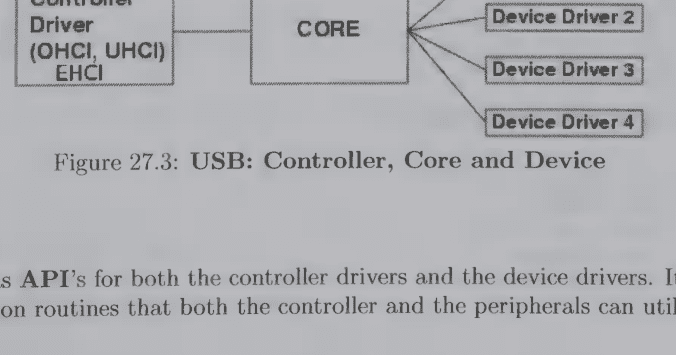 Controller
Driver
(OHCI, UHCI)
EHCI
CORE
Device Driver 2
Device Driver 3
Device Driver 4
Figure 27.3: USB: Controller, Core and Device
s API's for both the controller drivers and the device drivers. It
on routines that both the controller and the peripherals can util